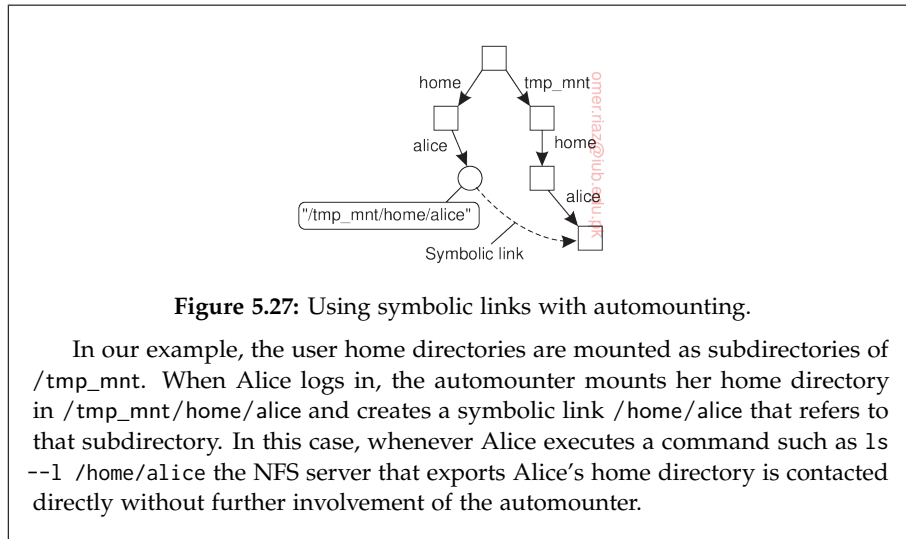 home
tmp_mnt
alice
home
alice
"/tmp_mnt/home/alice"
Symbolic link
omer.riaz@iub.edu.pk
Figure 5.27: Using symbolic links with automounting.
In our example, the user home directories are mounted as subdirectories of
/tmp_mnt. When Alice logs in, the automounter mounts her home directory
in /tmp_mnt/home/alice and creates a symbolic link /home/alice that refers to
that subdirectory. In this case, whenever Alice executes a command such as ls
--l /home/alice the NFS server that exports Alice's home directory is contacted
directly without further involvement of the automounter.